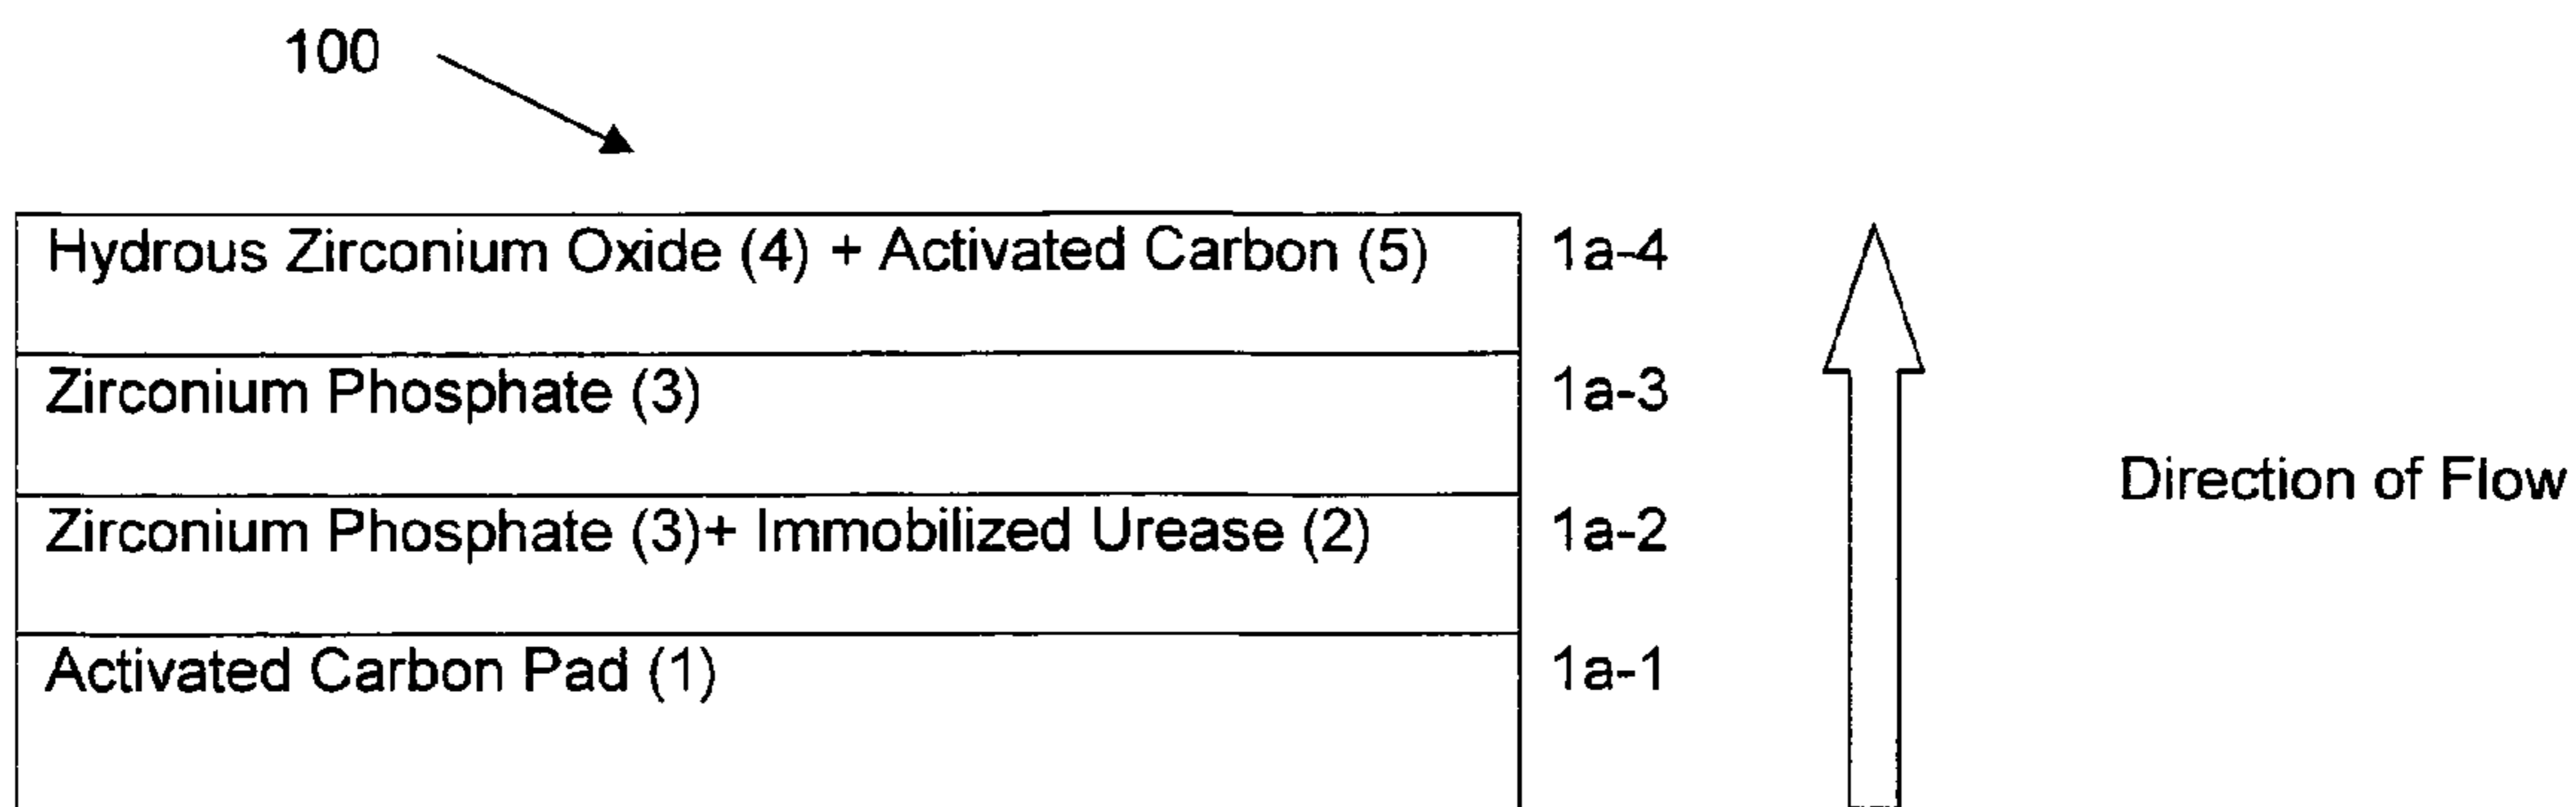 100
Hydrous Zirconium Oxide (4) + Activated Carbon (5) 1a-4
Zirconium Phosphate (3) 1a-3
Zirconium Phosphate (3)+ Immobilized Urease (2) 1a-2
Activated Carbon Pad (1) 1a-1
Direction of Flow